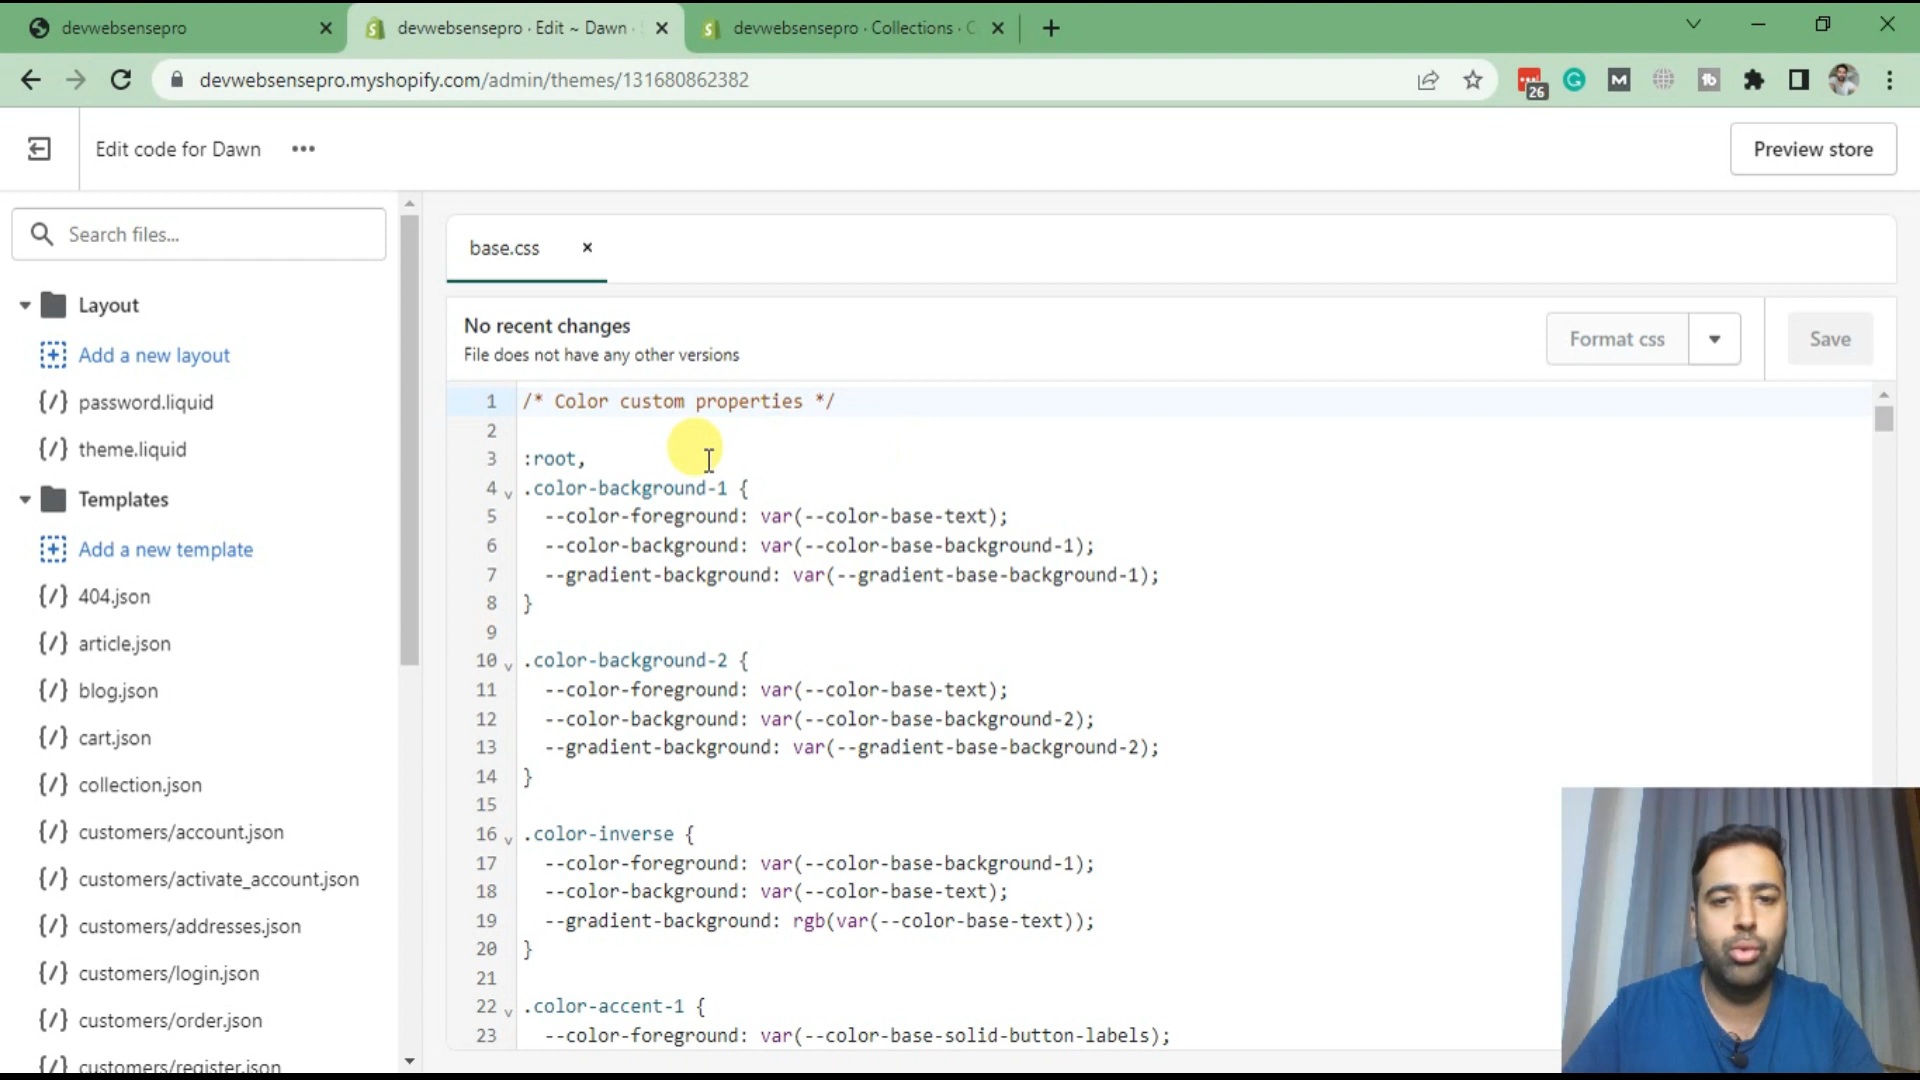 devwebsensepro
devwebsensepro · Edit ~ Dawn ·
devwebsensepro · Collections ·
devwebsensepro.myshopify.com/admin/themes/131680862382
26
Edit code for Dawn
Preview store
Search files...
Layout
Add a new layout
{/} password.liquid
{/} theme.liquid
Templates
Add a new template
{/} 404.json
{/} article.json
{/} blog.json
{/} cart.json
{/} collection.json
{/} customers/account.json
{/} customers/activate_account.json
{/} customers/addresses.json
{/} customers/login.json
{/} customers/order.json
{/} customers/register.json
base.css
No recent changes
File does not have any other versions
Format css
Save
1 /* Color custom properties */
2
3 :root,
4 .color-background-1 {
5 --color-foreground: var(--color-base-text);
6 --color-background: var(--color-base-background-1);
7 --gradient-background: var(--gradient-base-background-1);
8 }
9
10 .color-background-2 {
11 --color-foreground: var(--color-base-text);
12 --color-background: var(--color-base-background-2);
13 --gradient-background: var(--gradient-base-background-2);
14 }
15
16 .color-inverse {
17 --color-foreground: var(--color-base-background-1);
18 --color-background: var(--color-base-text);
19 --gradient-background: rgb(var(--color-base-text));
20 }
21
22 .color-accent-1 {
23 --color-foreground: var(--color-base-solid-button-labels);